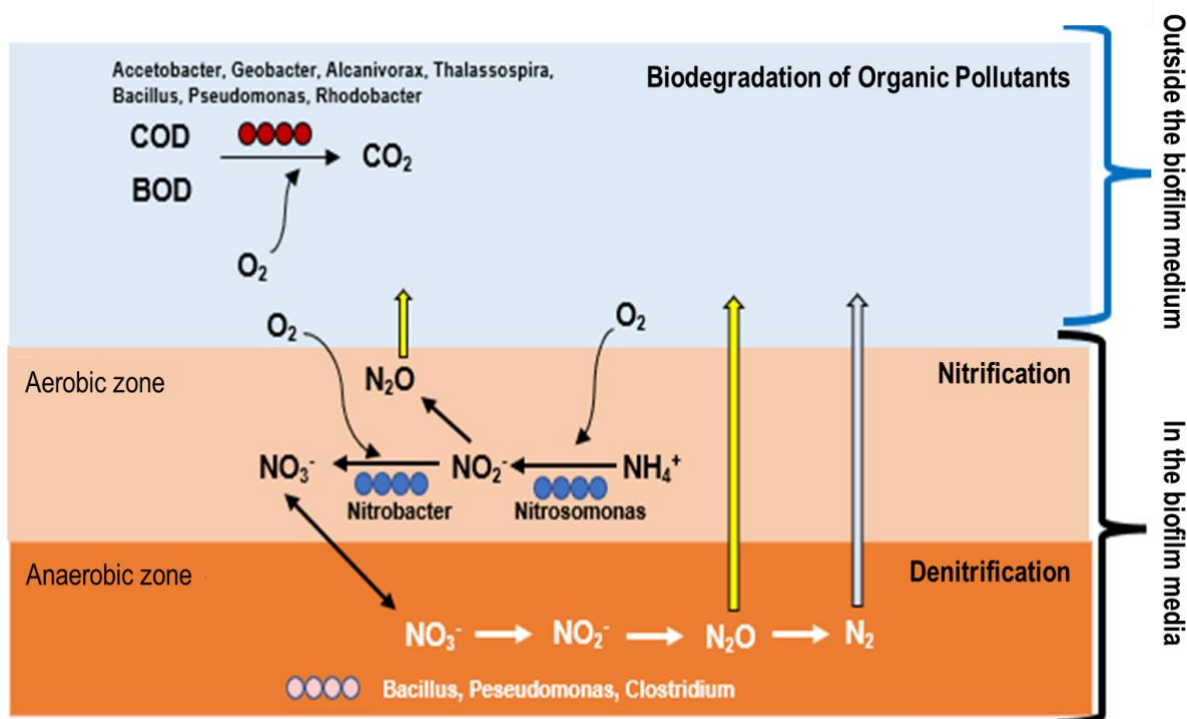 Accetobacter, Geobacter, Alcanivorax, Thalassospira,
Bacillus, Pseudomonas, Rhodobacter
Biodegradation of Organic Pollutants
COD
BOD
CO₂
O₂
O₂
O₂
Outside the biofilm medium
Aerobic zone
Nitrification
N₂O
NO₃⁻
NO₂⁻
NH₄⁺
Nitrobacter
Nitrosomonas
Anaerobic zone
Denitrification
NO₃⁻
NO₂⁻
N₂O
N₂
Bacillus, Peseudomonas, Clostridium
In the biofilm media